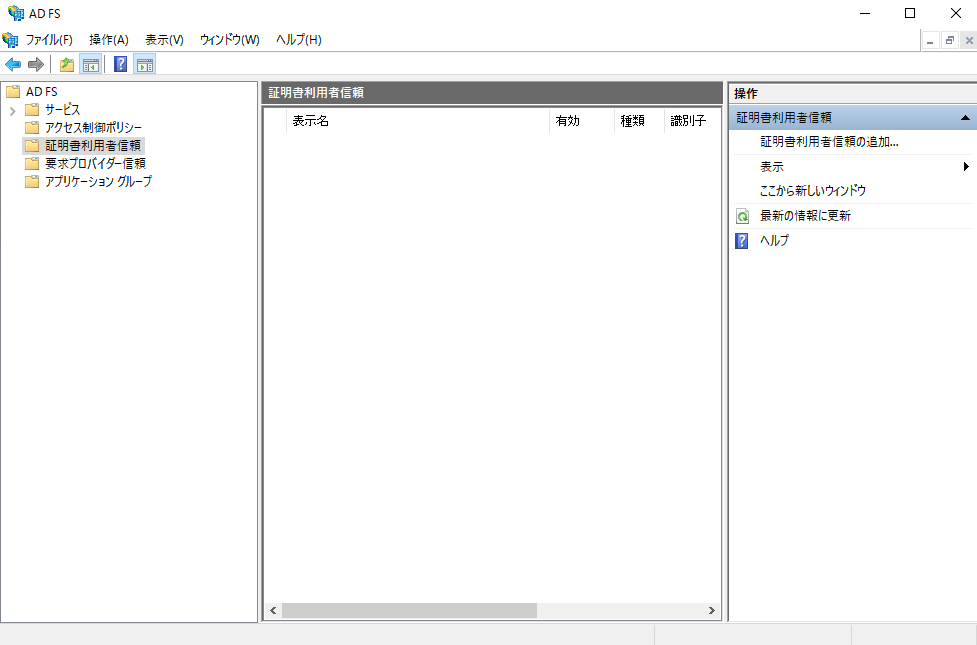 AD FS
ファイル(F) 操作(A) 表示(V) ウインドウ(W) ヘルプ(H)
AD FS
サービス
アクセス制御ポリシー
証明書利用者信頼
要求プロバイダー信頼
アプリケーション グループ
証明書利用者信頼
表示名 有効 種類 識別子
操作
証明書利用者信頼
証明書利用者信頼の追加...
表示
ここから新しいウィンドウ
最新の情報に更新
ヘルプ